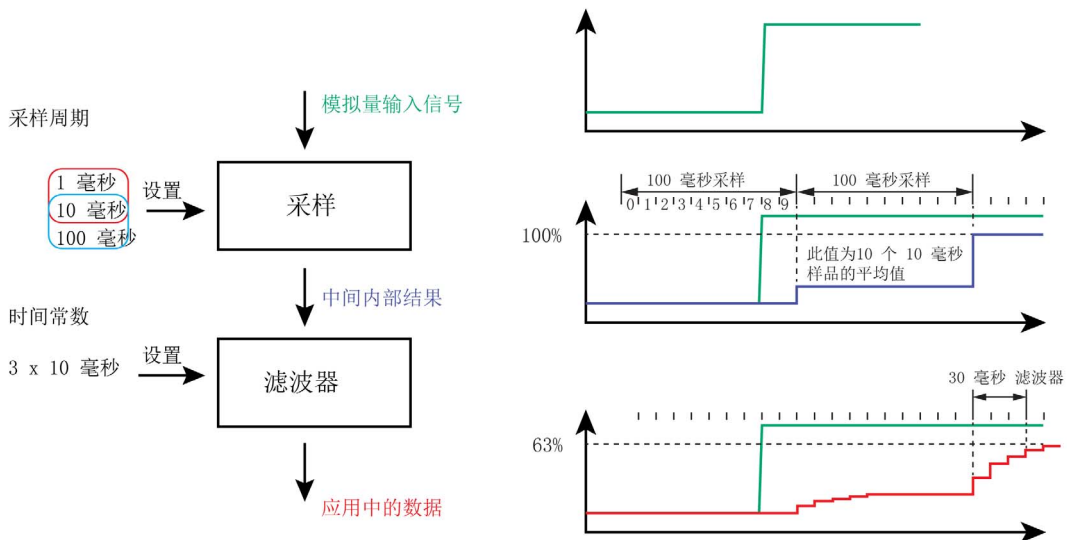 采样周期
1 毫秒
10 毫秒
100 毫秒
设置
模拟量输入信号
采样
中间内部结果
时间常数
3 x 10 毫秒
设置
滤波器
应用中的数据
100 毫秒采样
100 毫秒采样
0 1 2 3 4 5 6 7 8 9
100%
此值为10 个 10 毫秒
样品的平均值
30 毫秒 滤波器
63%